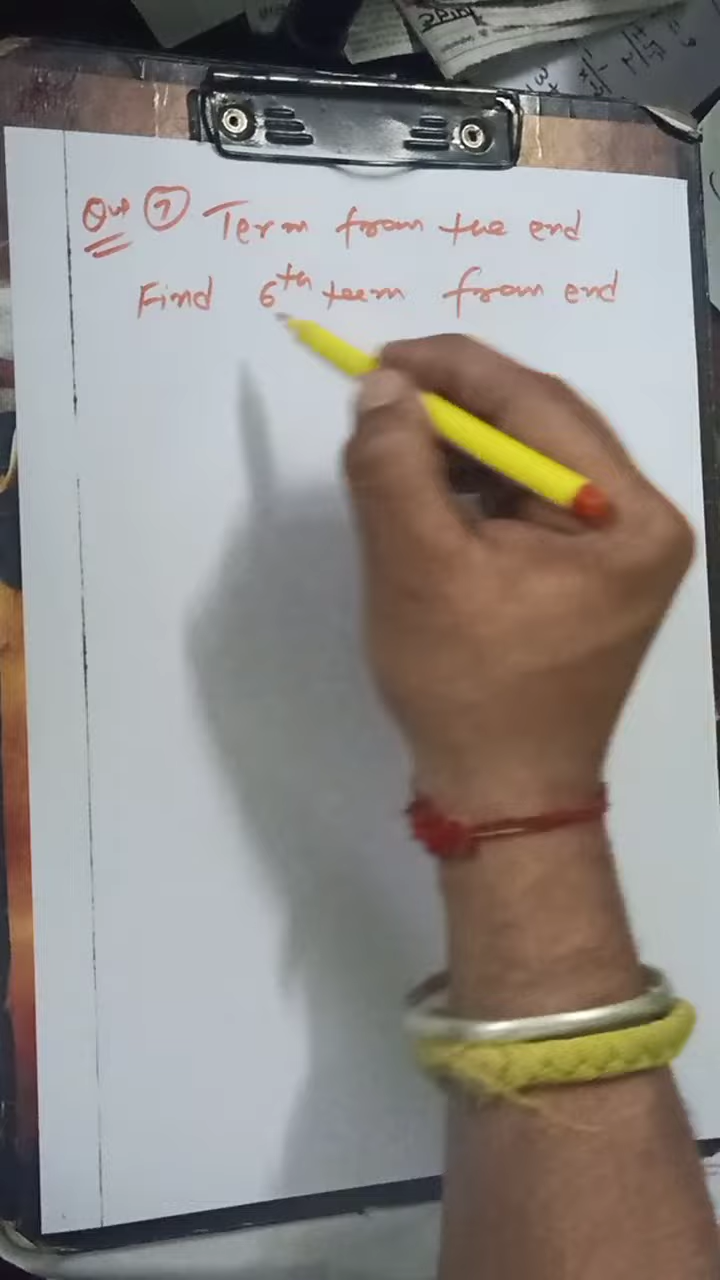 Que 7 Term from the end
Find 6th term from end